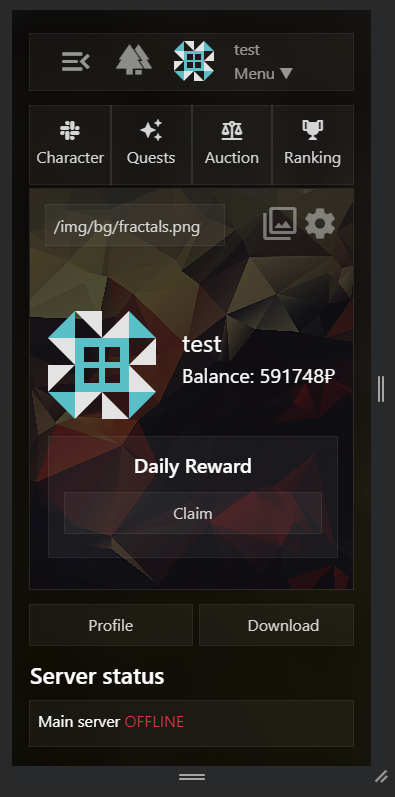 test
Menu ▼
Character
Quests
Auction
Ranking
/img/bg/fractals.png
test
Balance: 591748₽
Daily Reward
Claim
Profile
Download
Server status
Main server OFFLINE